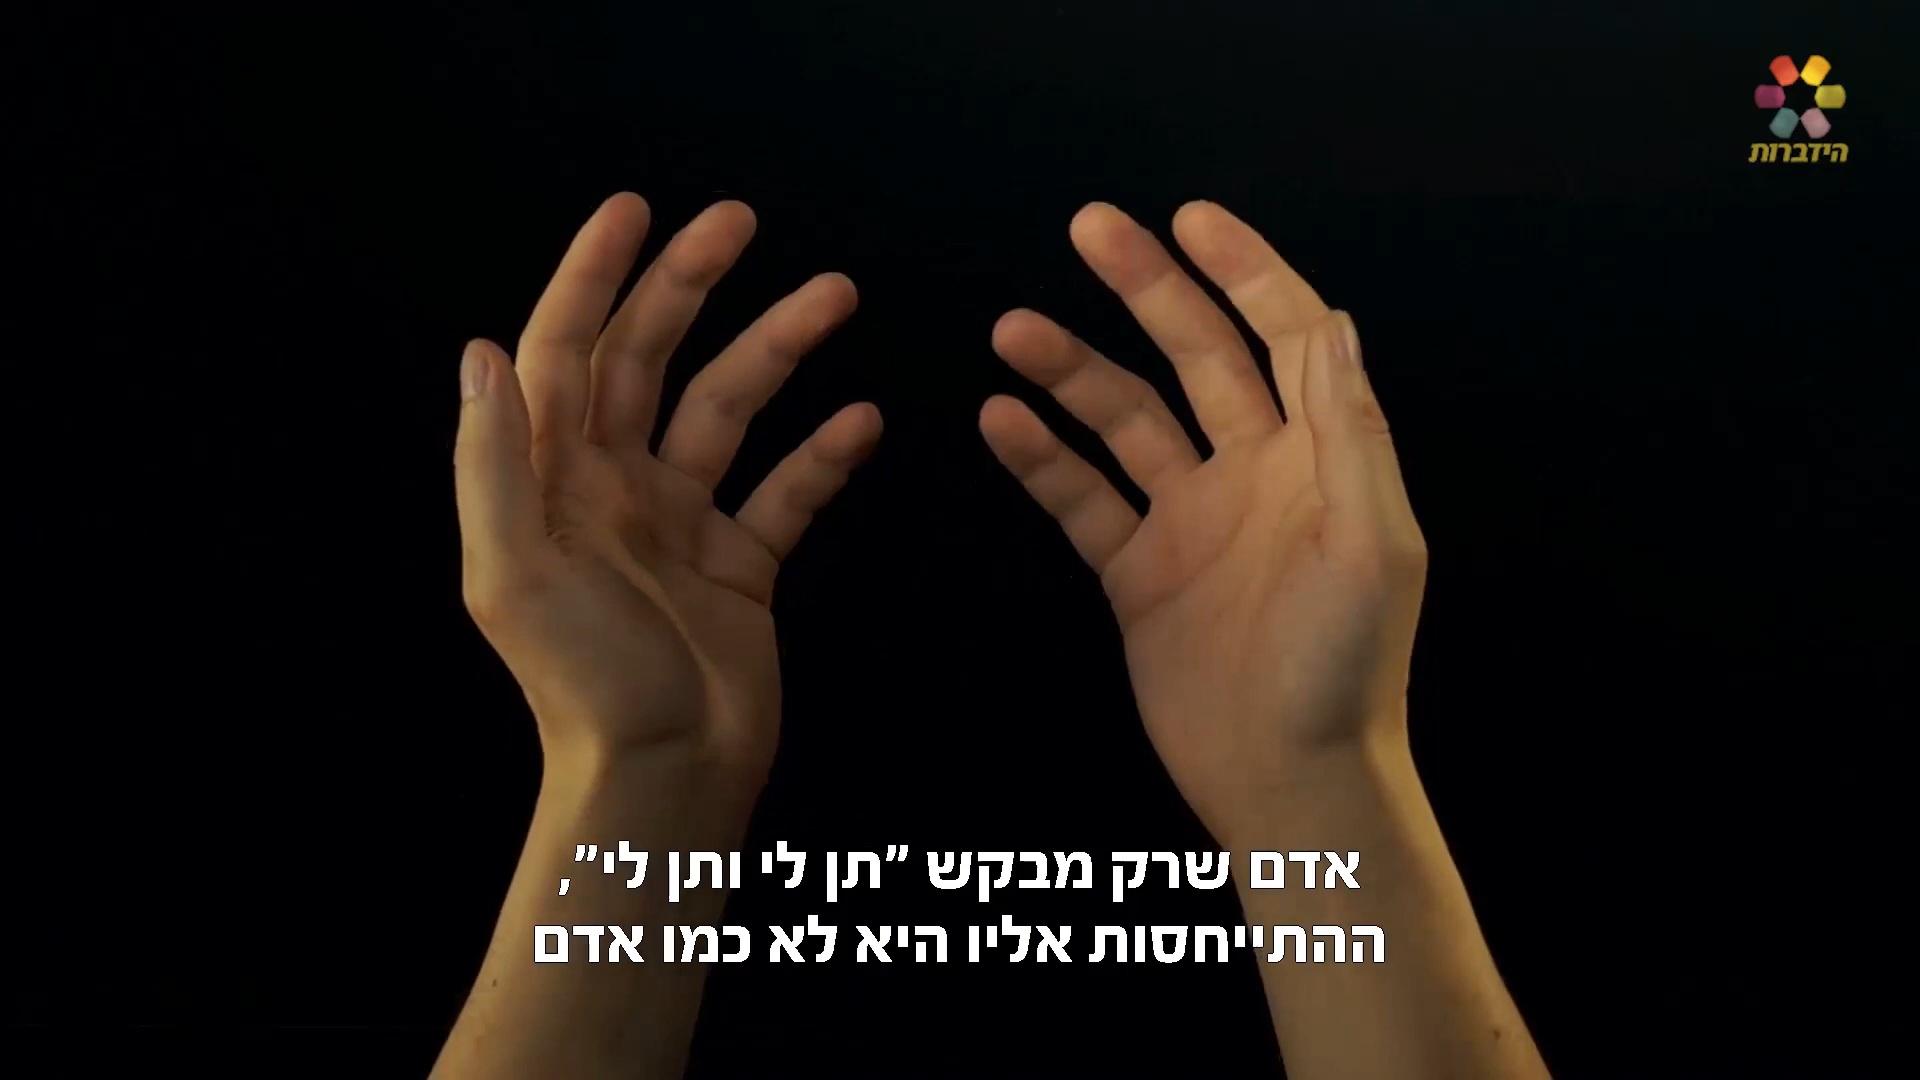 הידברות
אדם שרק מבקש "תן לי ותן לי",
ההתייחסות אליו היא לא כמו אדם